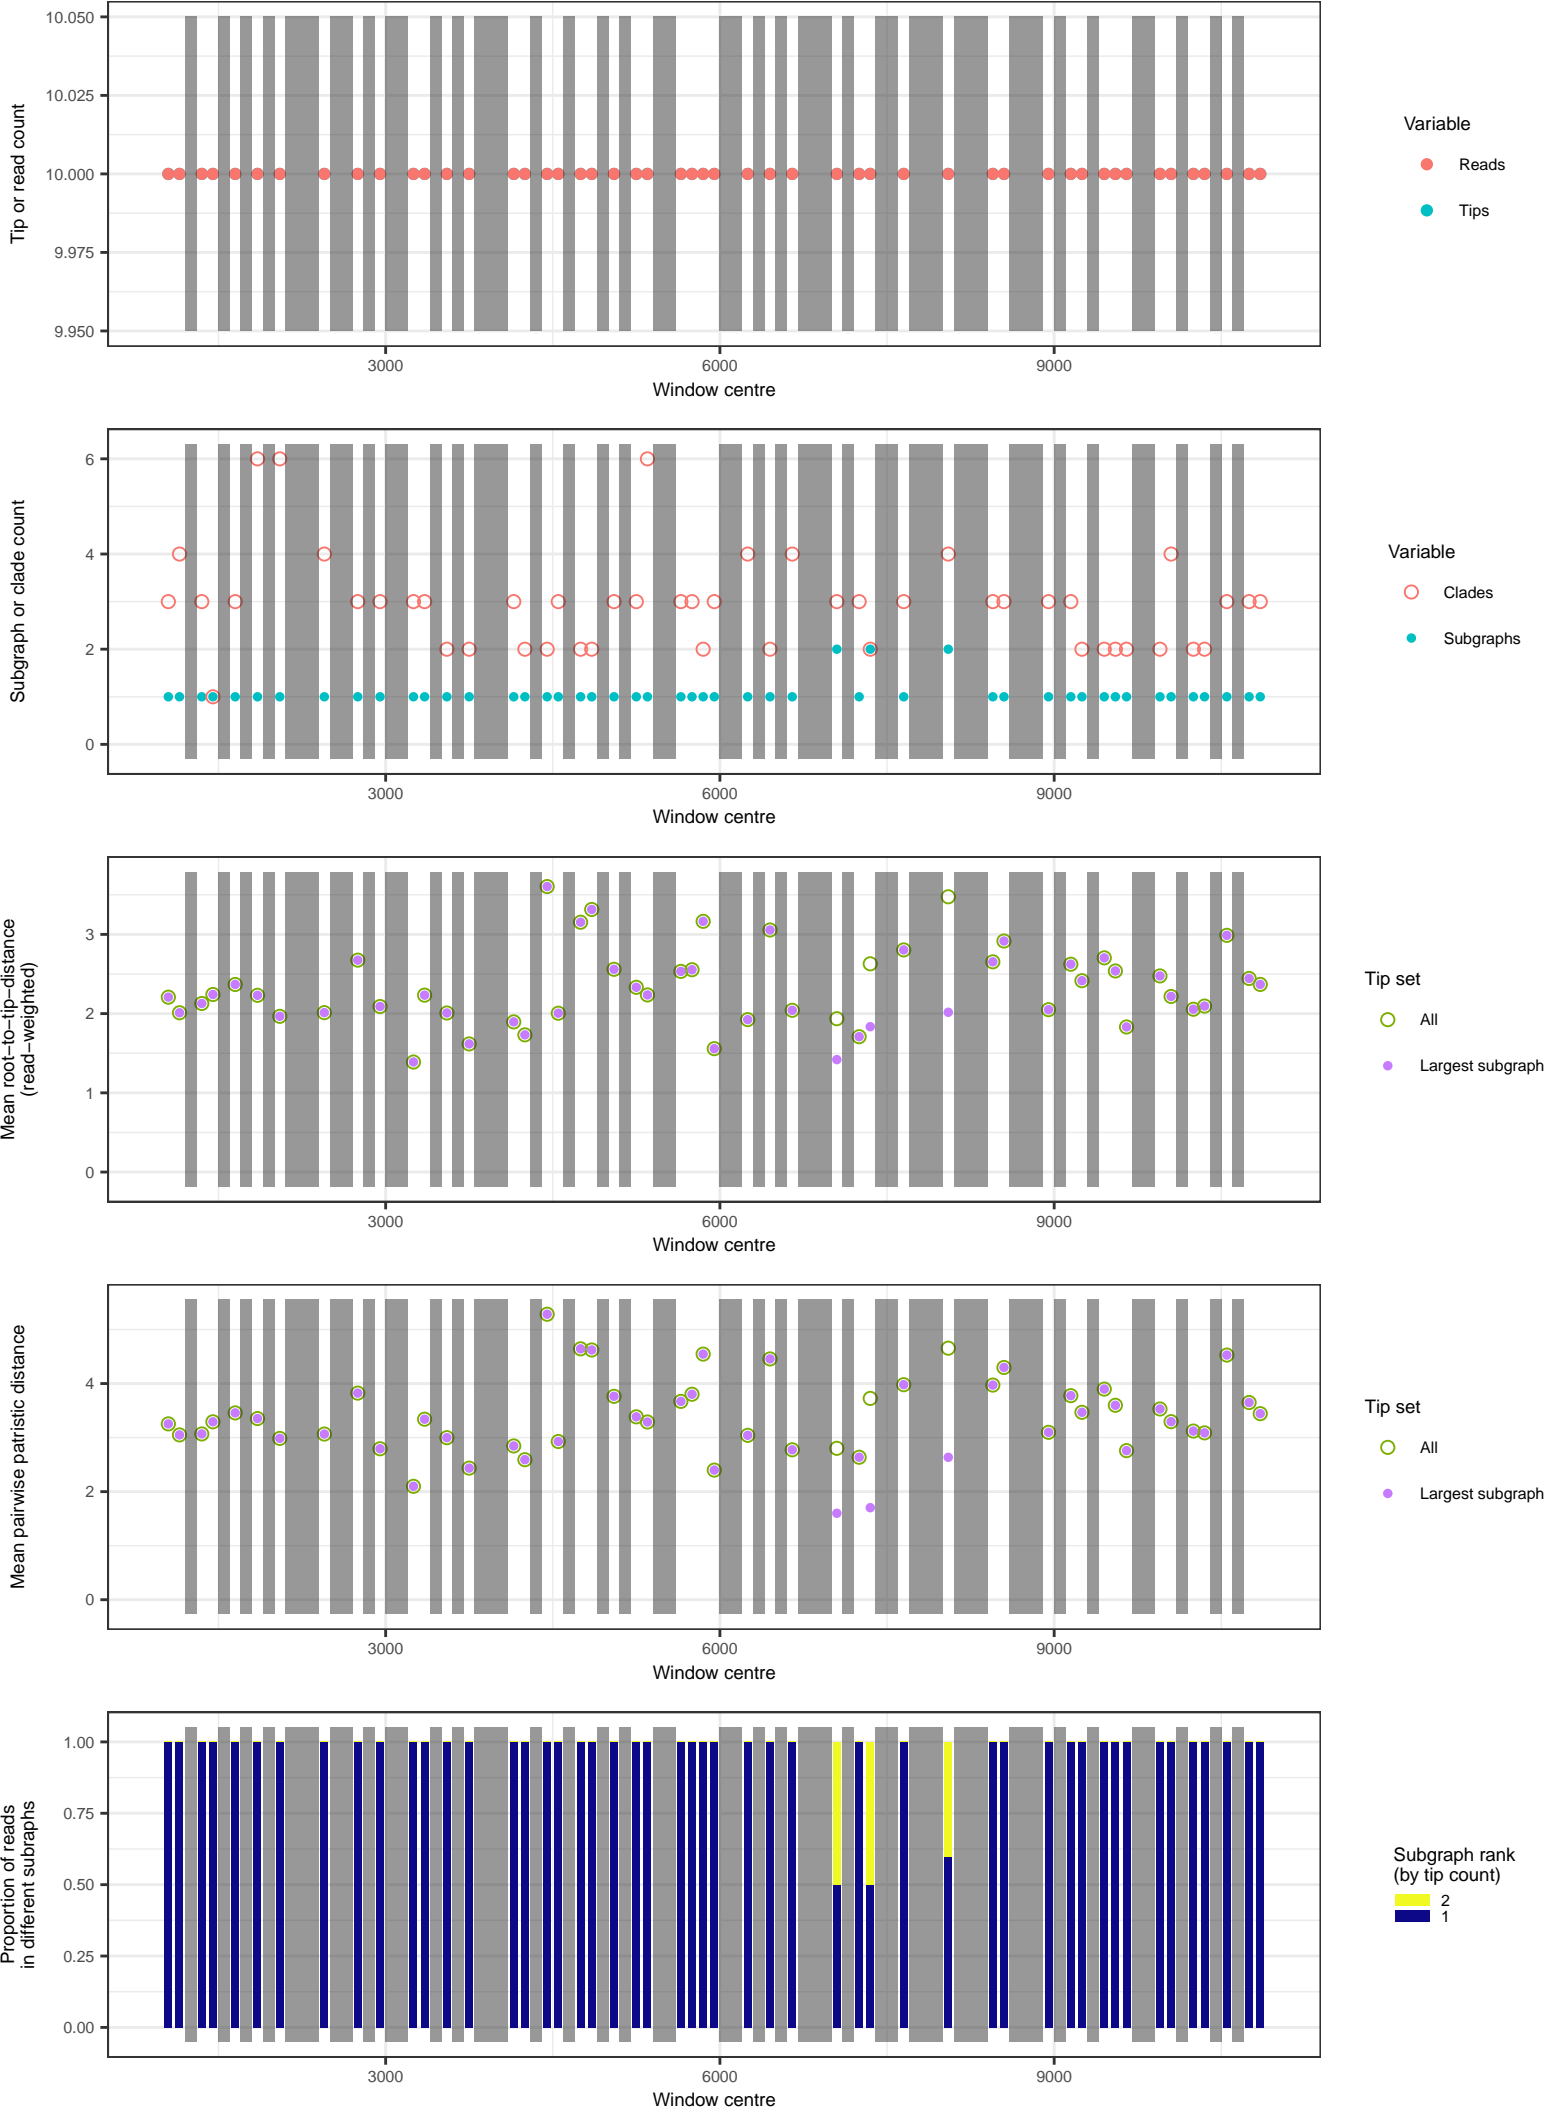 10.050
10.025
10.000
9.975
9.950
Tip or read count
3000 6000 9000
Window centre
Variable
Reads
Tips
6
4
2
0
Subgraph or clade count
3000 6000 9000
Window centre
Variable
Clades
Subgraphs
3
2
1
0
Mean root−to−tip−distance
(read−weighted)
3000 6000 9000
Window centre
Tip set
All
Largest subgraph
4
2
0
Mean pairwise patristic distance
3000 6000 9000
Window centre
Tip set
All
Largest subgraph
1.00
0.75
0.50
0.25
0.00
Proportion of reads
in different subraphs
3000 6000 9000
Window centre
Subgraph rank
(by tip count)
2
1